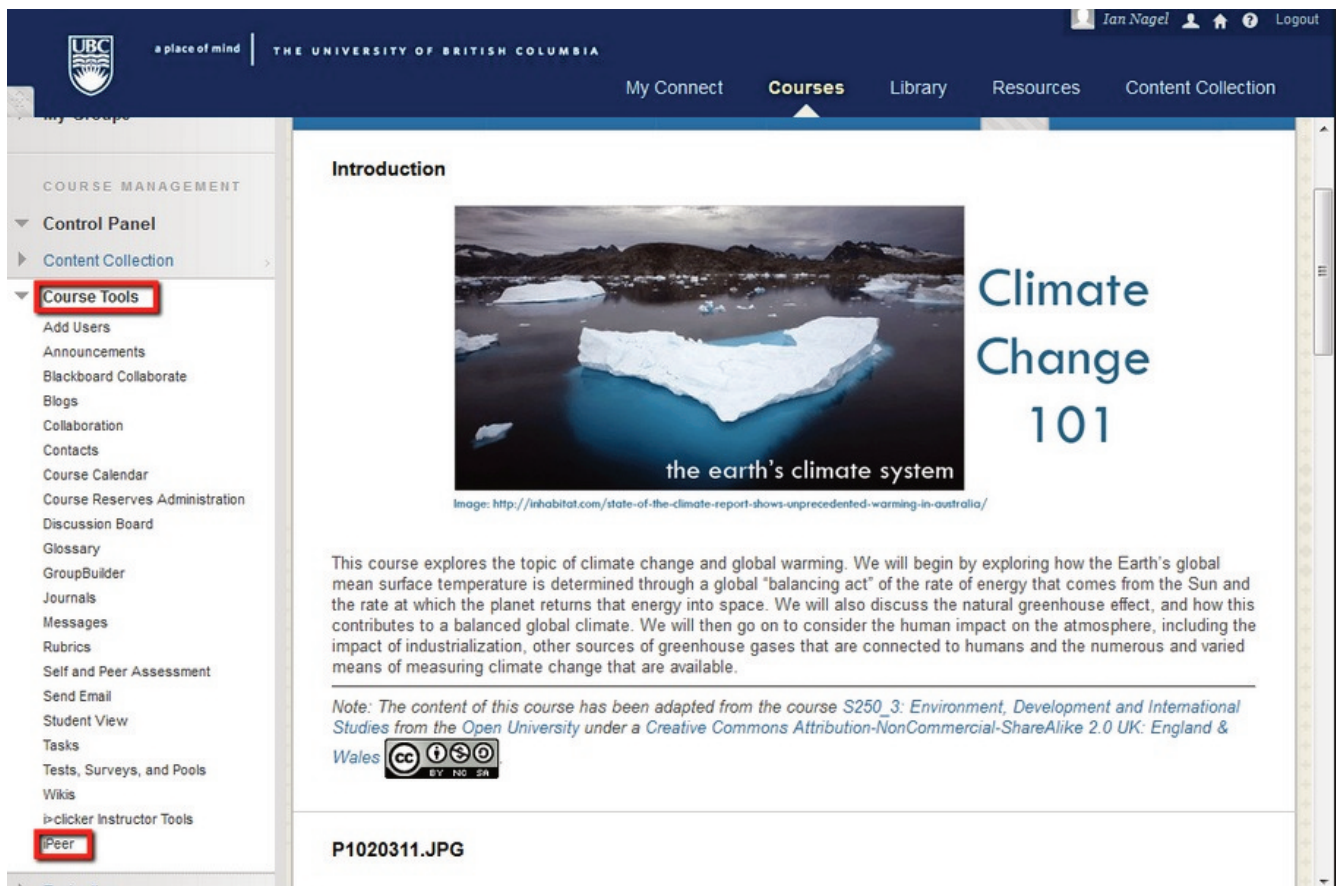 Ian Nagel Logout
UBC a place of mind THE UNIVERSITY OF BRITISH COLUMBIA
My Connect Courses Library Resources Content Collection
My Groups
COURSE MANAGEMENT
Control Panel
Content Collection
Course Tools
Add Users
Announcements
Blackboard Collaborate
Blogs
Collaboration
Contacts
Course Calendar
Course Reserves Administration
Discussion Board
Glossary
GroupBuilder
Journals
Messages
Rubrics
Self and Peer Assessment
Send Email
Student View
Tasks
Tests, Surveys, and Pools
Wikis
i>clicker Instructor Tools
iPeer
Introduction
Climate
Change
101
the earth's climate system
Image: http://inhabitat.com/state-of-the-climate-report-shows-unprecedented-warming-in-australia/
This course explores the topic of climate change and global warming. We will begin by exploring how the Earth's global
mean surface temperature is determined through a global "balancing act" of the rate of energy that comes from the Sun and
the rate at which the planet returns that energy into space. We will also discuss the natural greenhouse effect, and how this
contributes to a balanced global climate. We will then go on to consider the human impact on the atmosphere, including the
impact of industrialization, other sources of greenhouse gases that are connected to humans and the numerous and varied
means of measuring climate change that are available.
Note: The content of this course has been adapted from the course S250_3: Environment, Development and International
Studies from the Open University under a Creative Commons Attribution-NonCommercial-ShareAlike 2.0 UK: England &
Wales cc BY NC SA .
P1020311.JPG